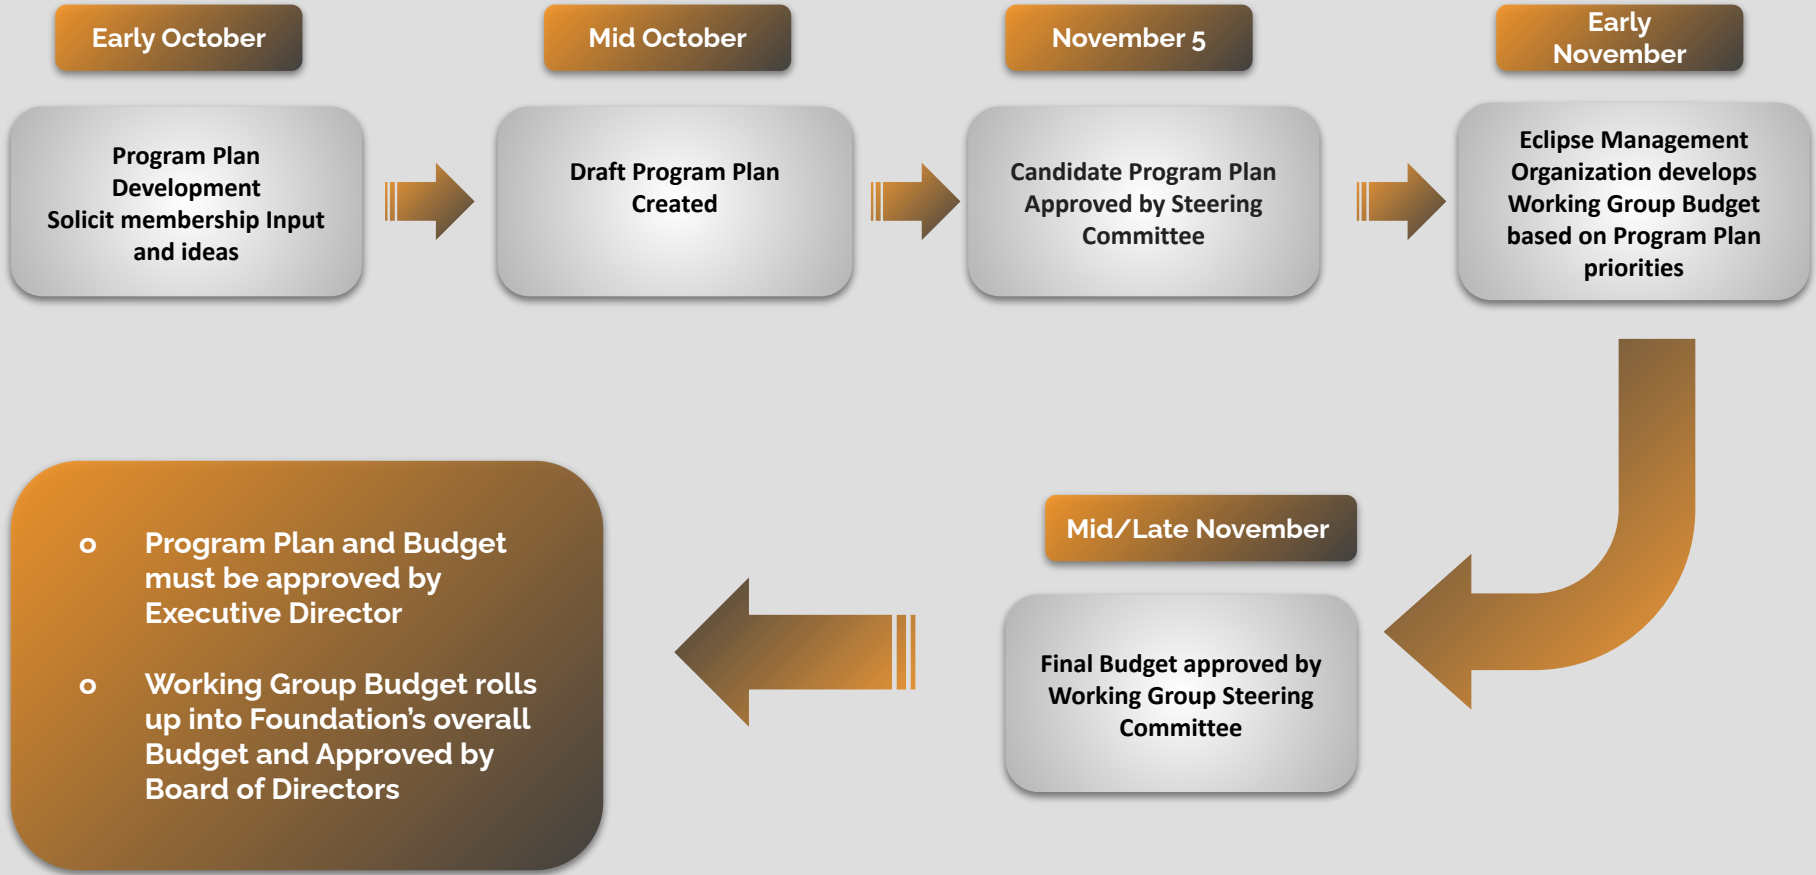 Early October
Program Plan
Development
Solicit membership Input
and ideas
Mid October
Draft Program Plan
Created
November 5
Candidate Program Plan
Approved by Steering
Committee
Early
November
Eclipse Management
Organization develops
Working Group Budget
based on Program Plan
priorities
Mid/Late November
Final Budget approved by
Working Group Steering
Committee
o Program Plan and Budget
must be approved by
Executive Director
o Working Group Budget rolls
up into Foundation’s overall
Budget and Approved by
Board of Directors